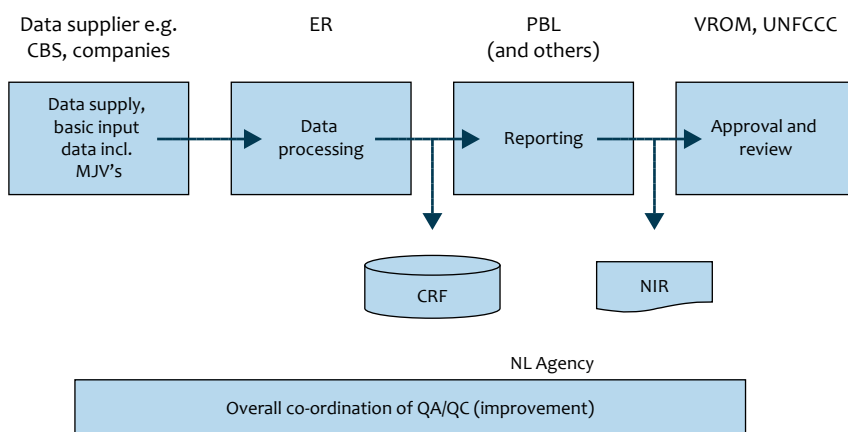 Data supplier e.g.
CBS, companies
ER
PBL
(and others)
VROM, UNFCCC
Data supply,
basic input
data incl.
MJV's
Data
processing
Reporting
Approval and
review
CRF
NIR
NL Agency
Overall co-ordination of QA/QC (improvement)